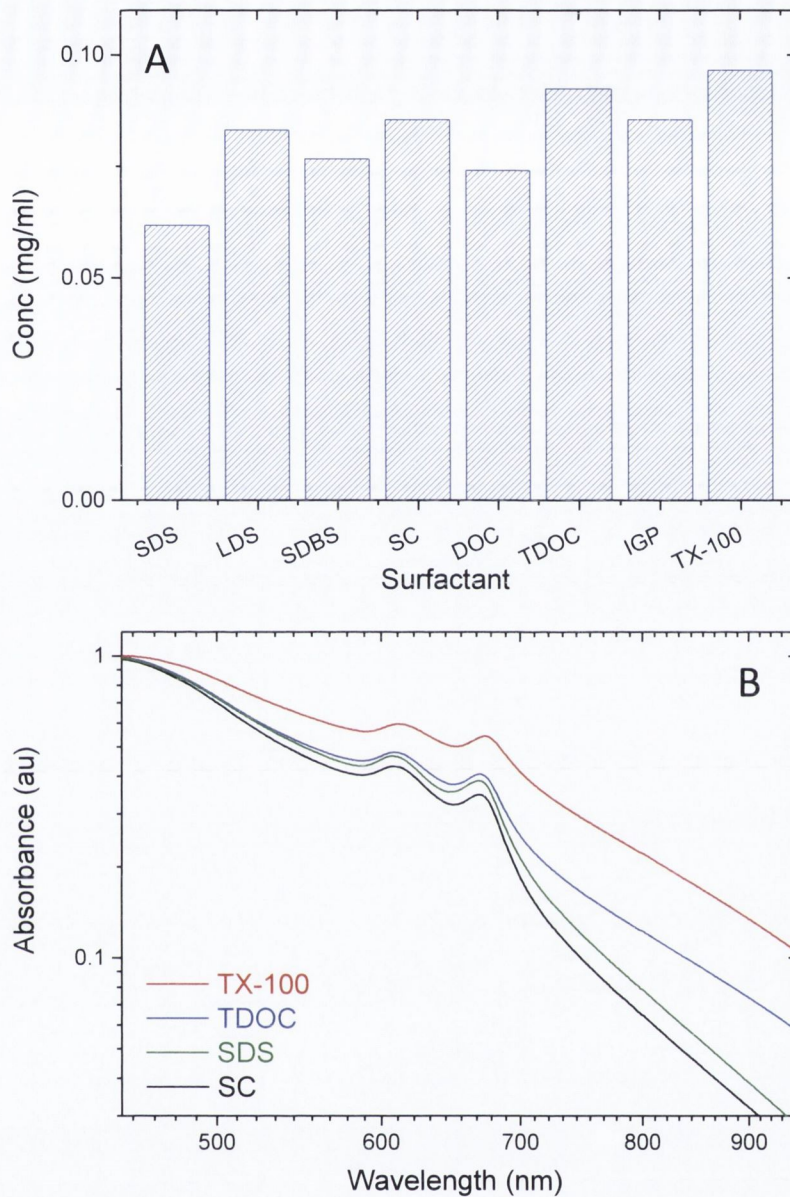 A
0.10
0.05
0.00
Conc (mg/ml)
SDS LDS SDBS SC DOC TDOC IGP TX-100
Surfactant
B
1
0.1
Absorbance (au)
TX-100
TDOC
SDS
SC
500 600 700 800 900
Wavelength (nm)